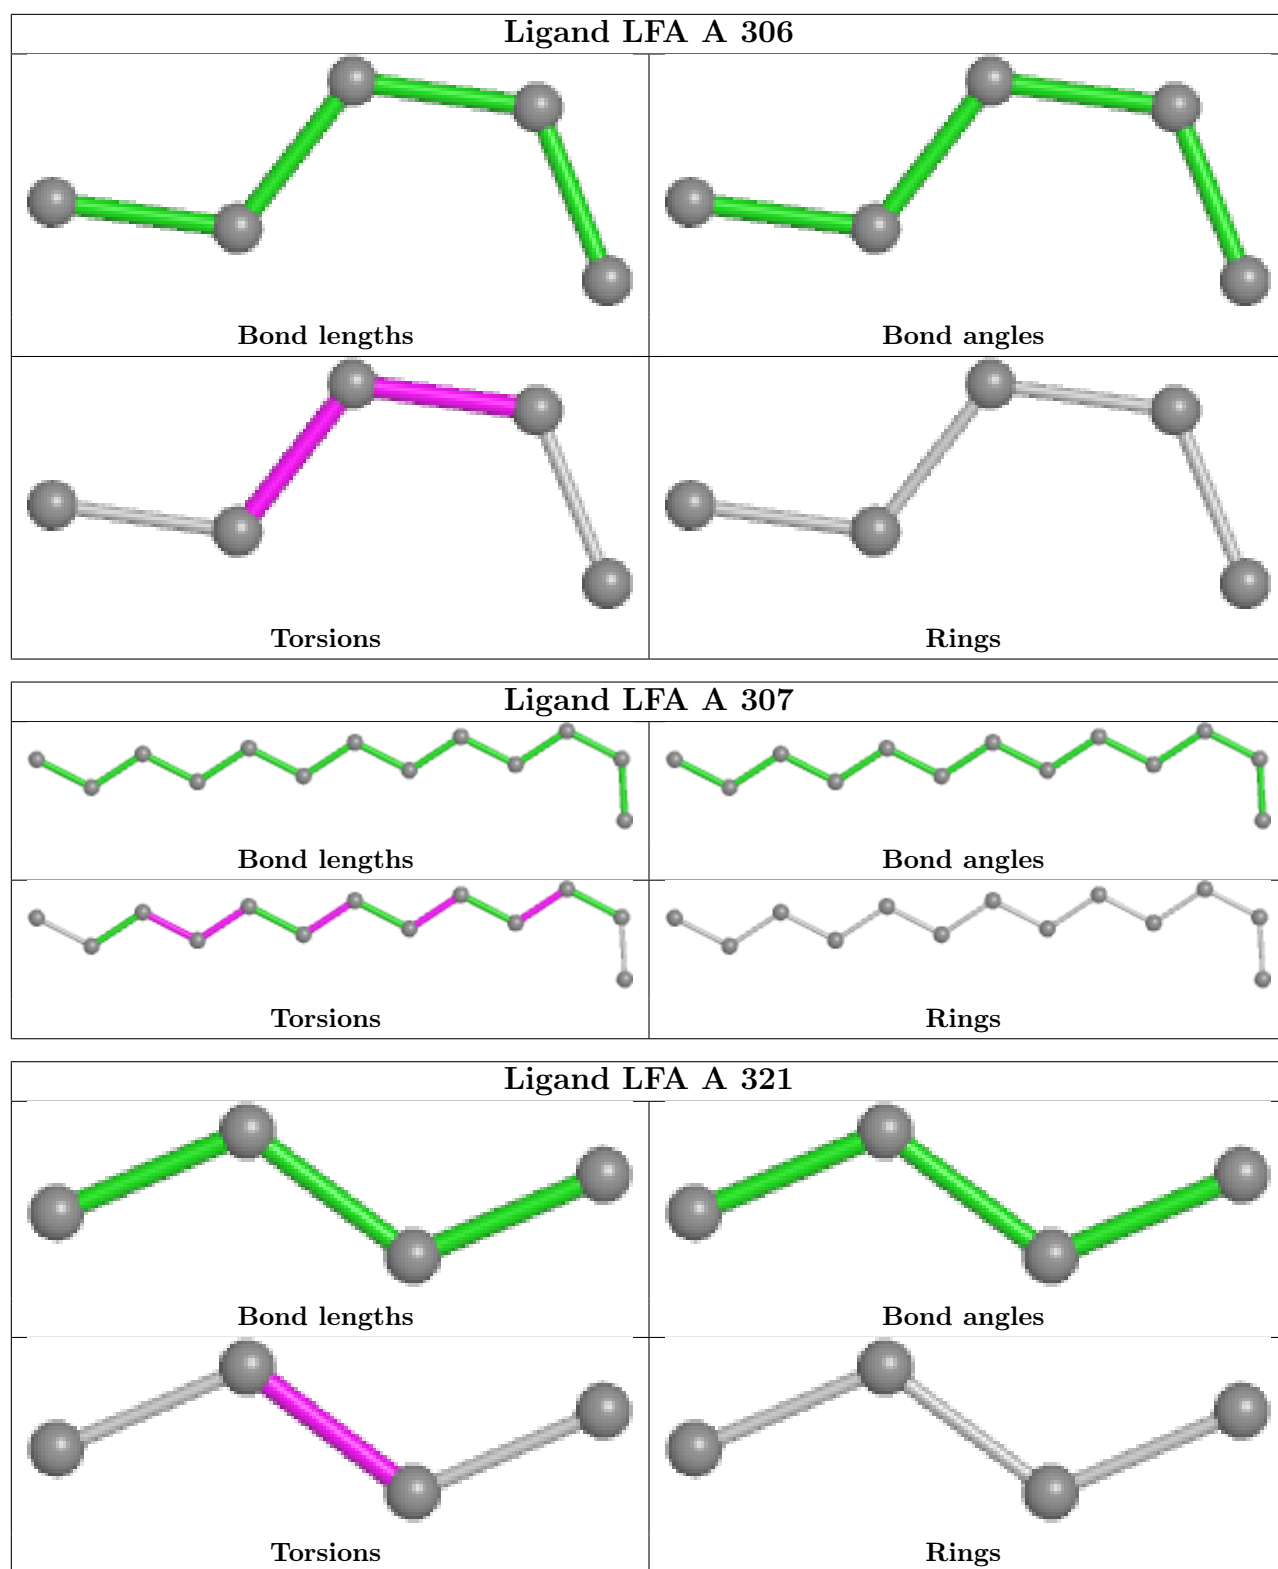 Ligand LFA A 306
Bond lengths
Bond angles
Torsions
Rings
Ligand LFA A 307
Bond lengths
Bond angles
Torsions
Rings
Ligand LFA A 321
Bond lengths
Bond angles
Torsions
Rings